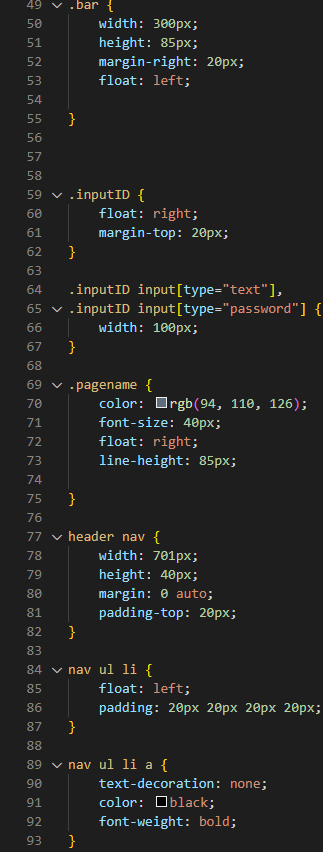 49 .bar {
50 width: 300px;
51 height: 85px;
52 margin-right: 20px;
53 float: left;
54
55 }
56
57
58
59 .inputID {
60 float: right;
61 margin-top: 20px;
62 }
63
64 .inputID input[type="text"],
65 .inputID input[type="password"] {
66 width: 100px;
67 }
68
69 .pagename {
70 color: rgb(94, 110, 126);
71 font-size: 40px;
72 float: right;
73 line-height: 85px;
74
75 }
76
77 header nav {
78 width: 701px;
79 height: 40px;
80 margin: 0 auto;
81 padding-top: 20px;
82 }
83
84 nav ul li {
85 float: left;
86 padding: 20px 20px 20px 20px;
87 }
88
89 nav ul li a {
90 text-decoration: none;
91 color: black;
92 font-weight: bold;
93 }